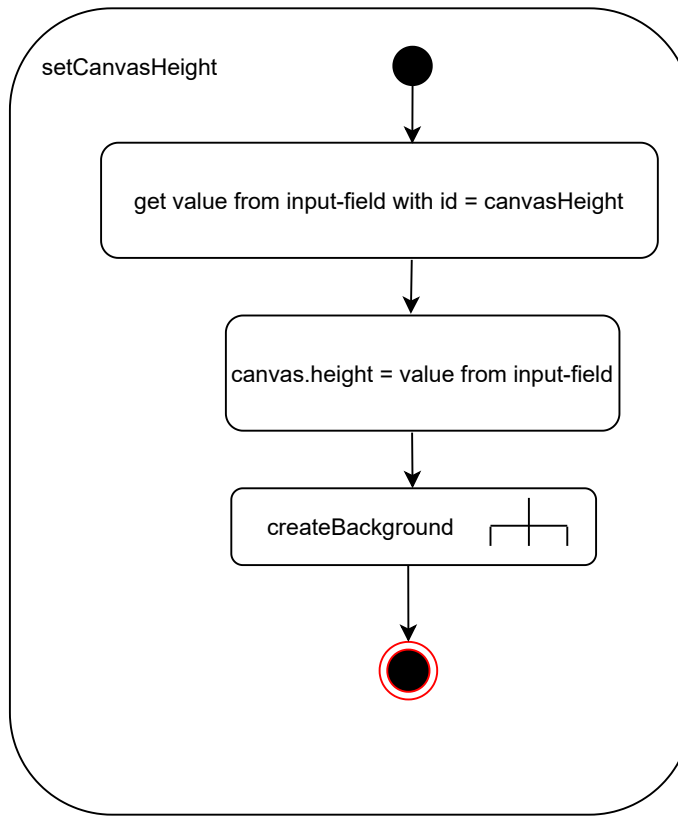 setCanvasHeight
get value from input-field with id = canvasHeight
canvas.height = value from input-field
createBackground